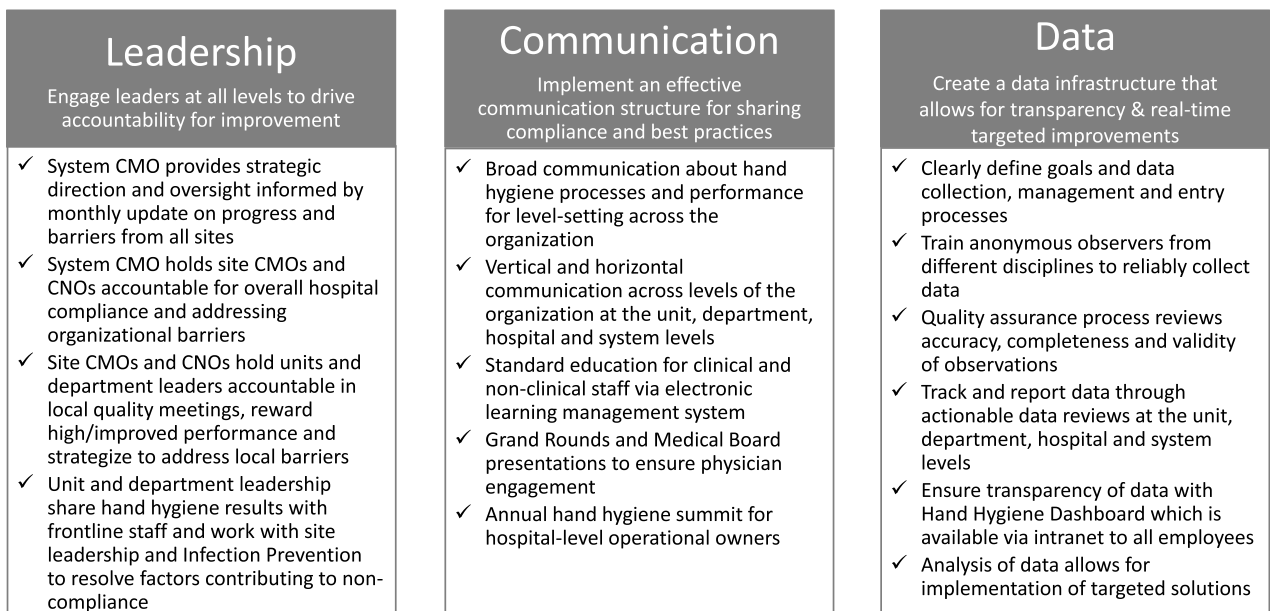 Leadership
Engage leaders at all levels to drive
accountability for improvement
✓ System CMO provides strategic
direction and oversight informed by
monthly update on progress and
barriers from all sites
✓ System CMO holds site CMOs and
CNOs accountable for overall hospital
compliance and addressing
organizational barriers
✓ Site CMOs and CNOs hold units and
department leaders accountable in
local quality meetings, reward
high/improved performance and
strategize to address local barriers
✓ Unit and department leadership
share hand hygiene results with
frontline staff and work with site
leadership and Infection Prevention
to resolve factors contributing to non-
compliance
Communication
Implement an effective
communication structure for sharing
compliance and best practices
✓ Broad communication about hand
hygiene processes and performance
for level-setting across the
organization
✓ Vertical and horizontal
communication across levels of the
organization at the unit, department,
hospital and system levels
✓ Standard education for clinical and
non-clinical staff via electronic
learning management system
✓ Grand Rounds and Medical Board
presentations to ensure physician
engagement
✓ Annual hand hygiene summit for
hospital-level operational owners
Data
Create a data infrastructure that
allows for transparency & real-time
targeted improvements
✓ Clearly define goals and data
collection, management and entry
processes
✓ Train anonymous observers from
different disciplines to reliably collect
data
✓ Quality assurance process reviews
accuracy, completeness and validity
of observations
✓ Track and report data through
actionable data reviews at the unit,
department, hospital and system
levels
✓ Ensure transparency of data with
Hand Hygiene Dashboard which is
available via intranet to all employees
✓ Analysis of data allows for
implementation of targeted solutions